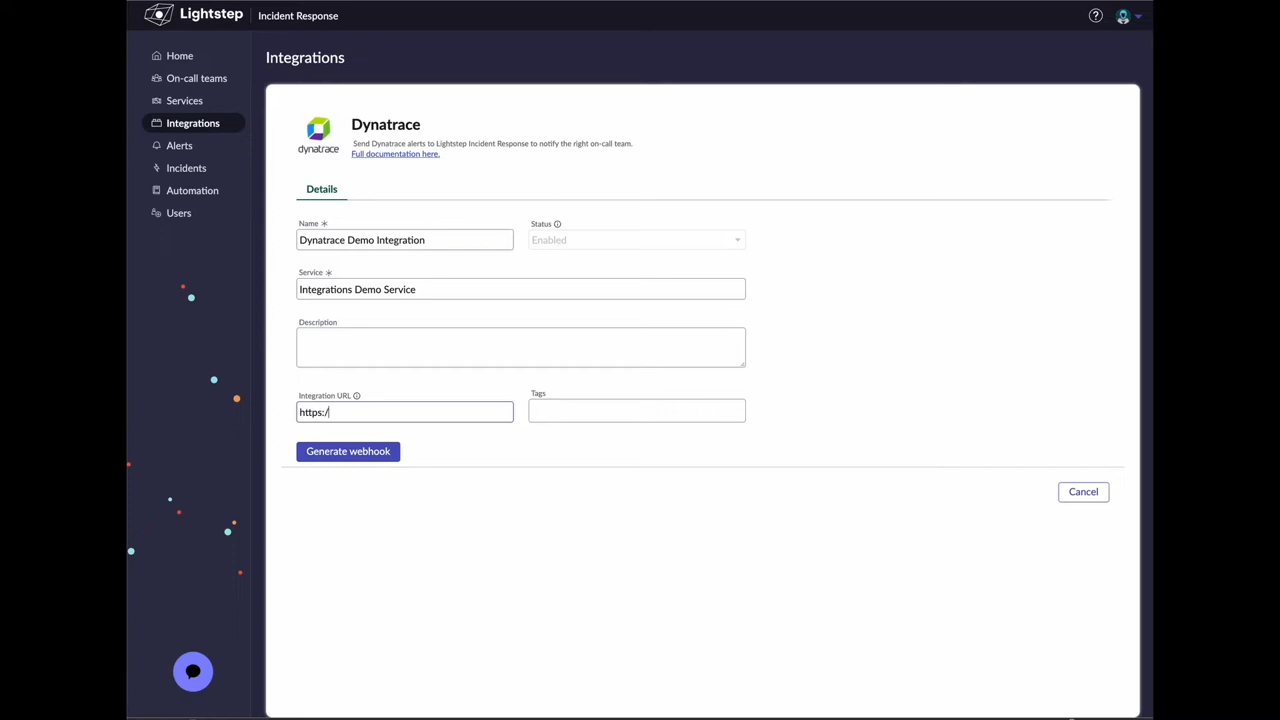 Lightstep
Incident Response
Home
On-call teams
Services
Integrations
Alerts
Incidents
Automation
Users
Integrations
dynatrace
Dynatrace
Send Dynatrace alerts to Lightstep Incident Response to notify the right on-call team.
Full documentation here.
Details
Name *
Status
Dynatrace Demo Integration
Enabled
Service *
Integrations Demo Service
Description
Integration URL
Tags
https:/
Generate webhook
Cancel